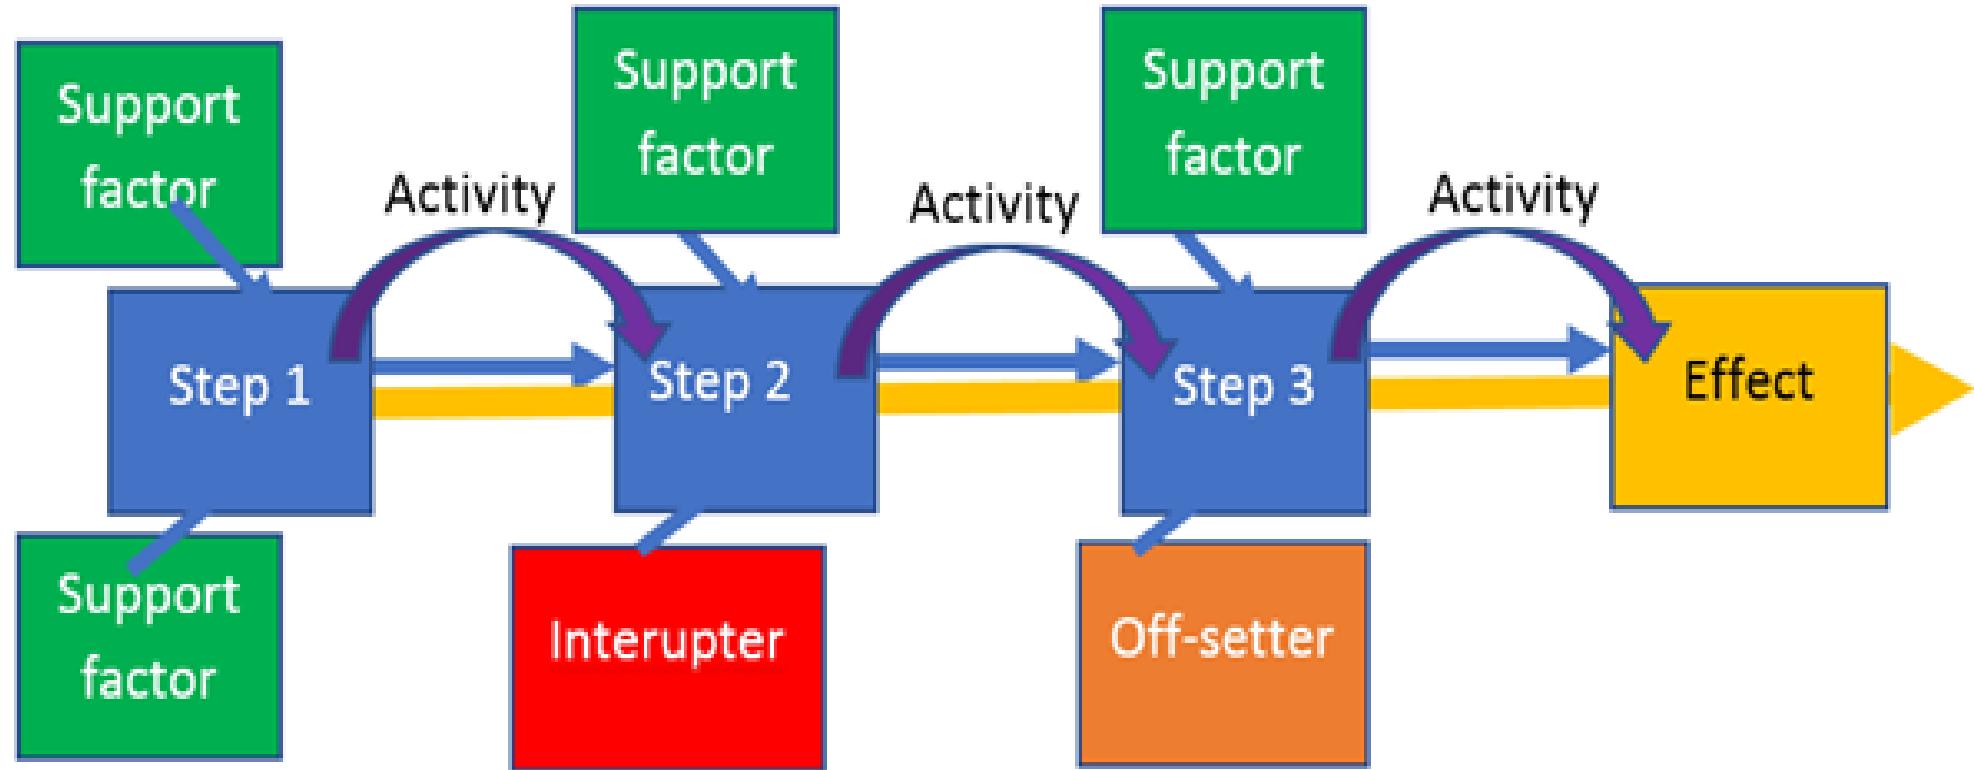 Support
factor
Support
factor
Support
factor
Activity
Activity
Activity
Step 1
Step 2
Step 3
Effect
Support
factor
Interupter
Off-setter